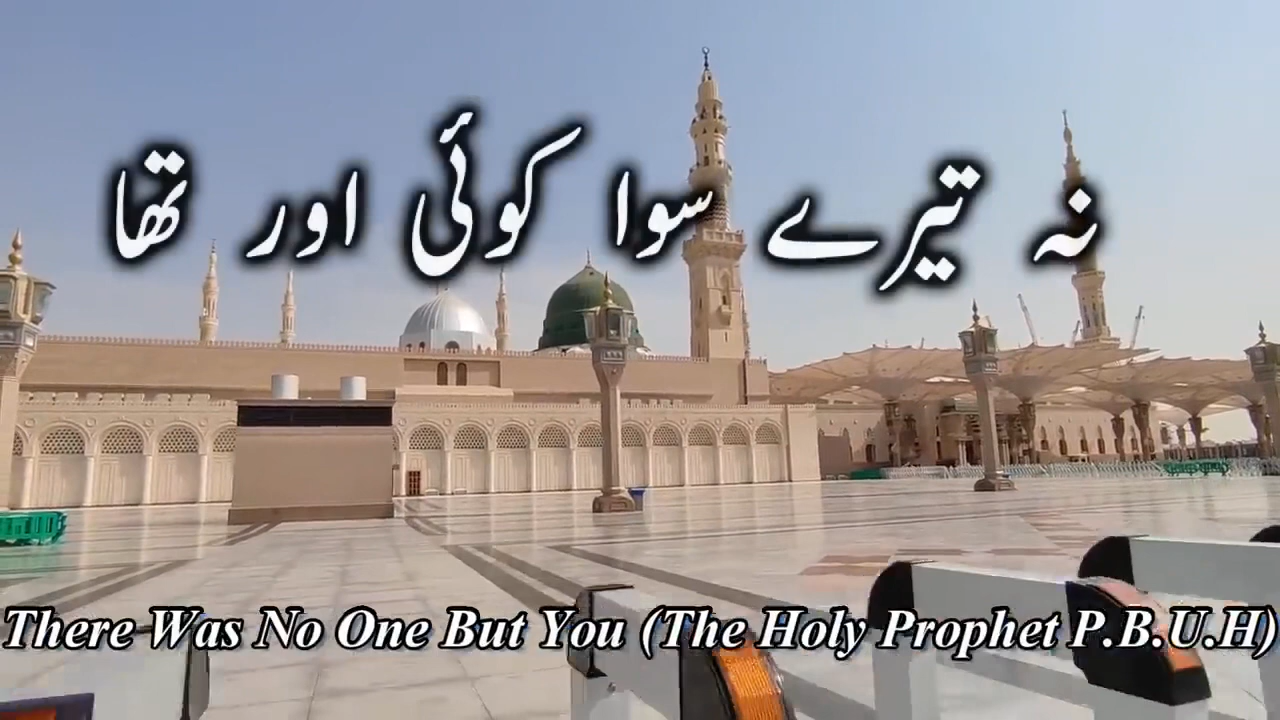 نہ تیرے سوا کوئی اور تھا
There Was No One But You (The Holy Prophet P.B.U.H)